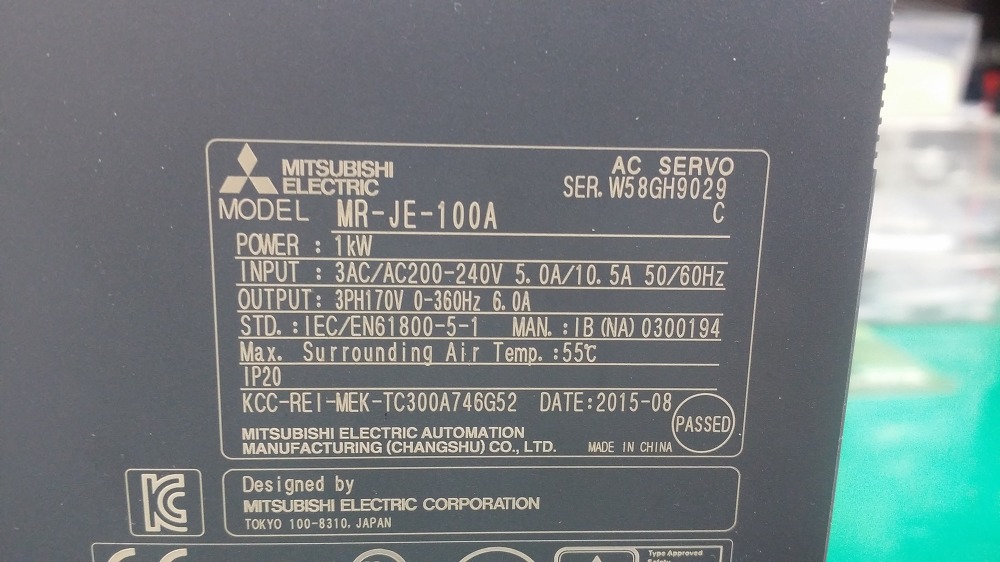 MITSUBISHI
ELECTRIC
AC SERVO
SER. W58GH9029
C
MODEL MR-JE-100A
POWER : 1kW
INPUT : 3AC/AC200-240V 5.0A/10.5A 50/60Hz
OUTPUT: 3PH170V 0-360Hz 6.0A
STD.: IEC/EN61800-5-1 MAN.: IB(NA)0300194
Max. Surrounding Air Temp.:55℃
IP20
KCC-REI-MEK-TC300A746G52 DATE:2015-08
PASSED
MITSUBISHI ELECTRIC AUTOMATION
MANUFACTURING (CHANGSHU) CO., LTD. MADE IN CHINA
Designed by
MITSUBISHI ELECTRIC CORPORATION
TOKYO 100-8310, JAPAN
Type Approved